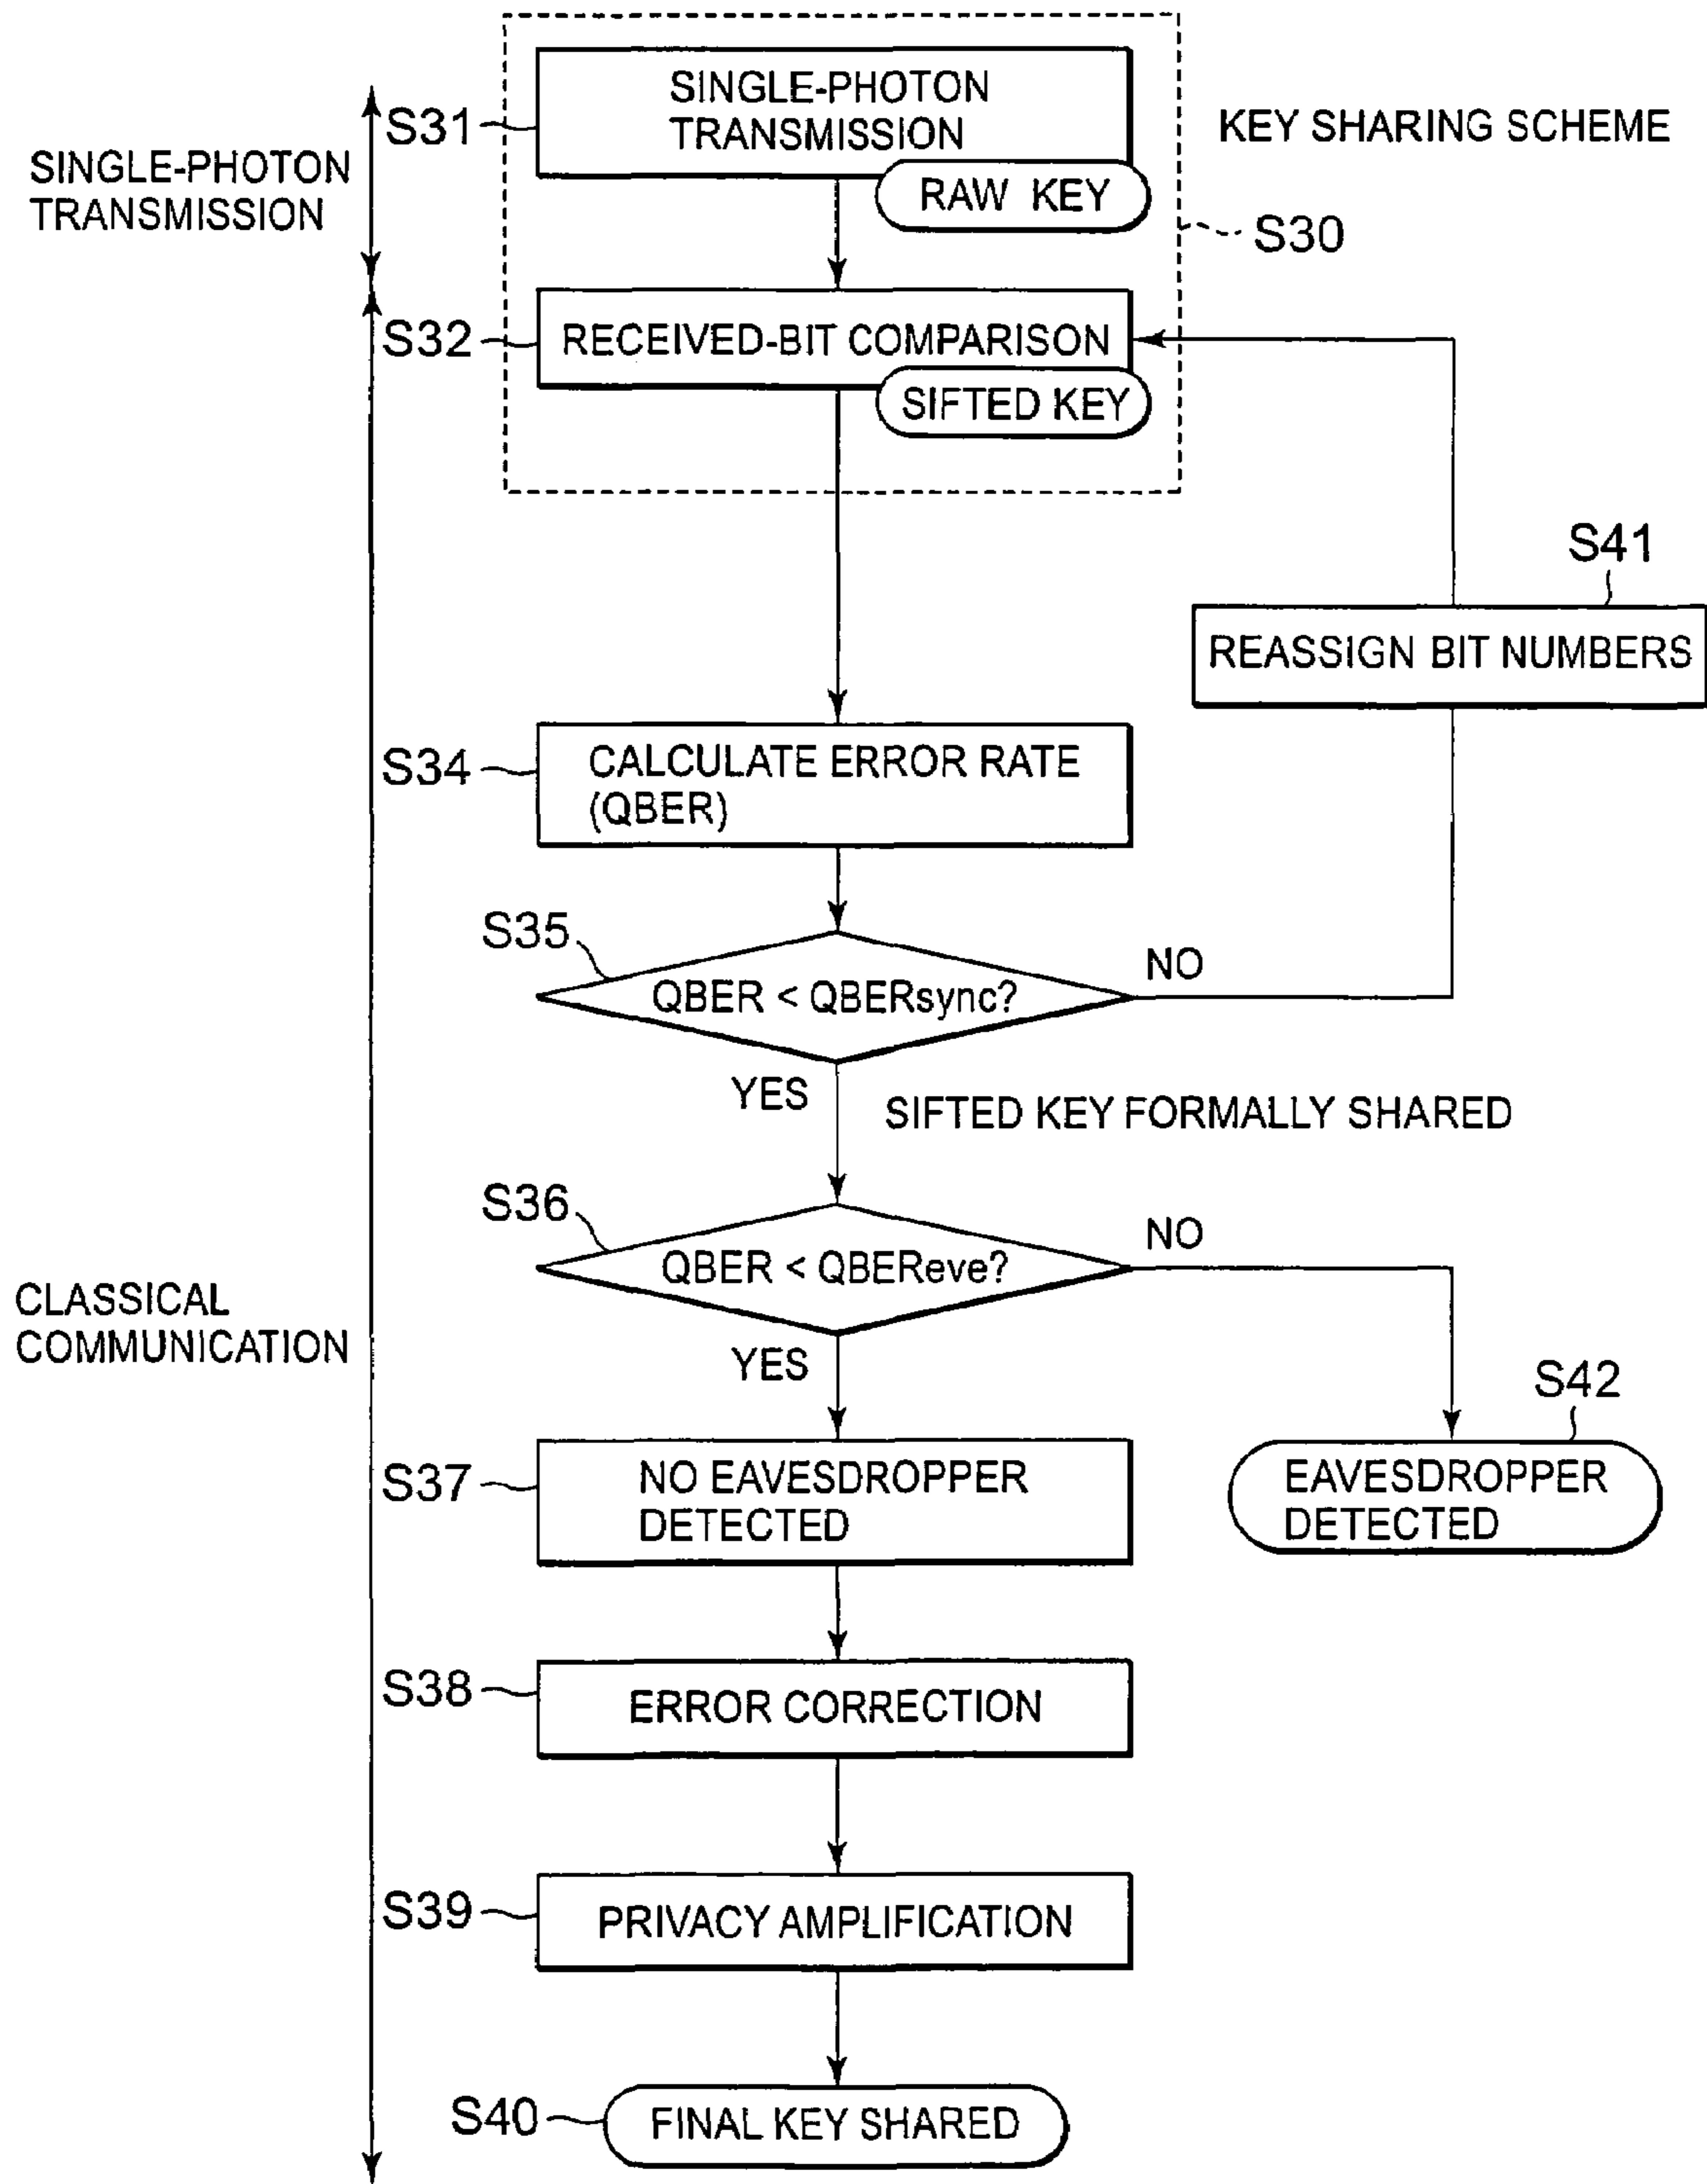 SINGLE-PHOTON
TRANSMISSION
S31
SINGLE-PHOTON
TRANSMISSION
RAW KEY
KEY SHARING SCHEME
S30
S32
RECEIVED-BIT COMPARISON
SIFTED KEY
S41
REASSIGN BIT NUMBERS
S34
CALCULATE ERROR RATE
(QBER)
S35
QBER < QBERsync?
NO
YES
SIFTED KEY FORMALLY SHARED
S36
QBER < QBEReve?
NO
YES
CLASSICAL
COMMUNICATION
S42
EAVESDROPPER
DETECTED
S37
NO EAVESDROPPER
DETECTED
S38
ERROR CORRECTION
S39
PRIVACY AMPLIFICATION
S40
FINAL KEY SHARED